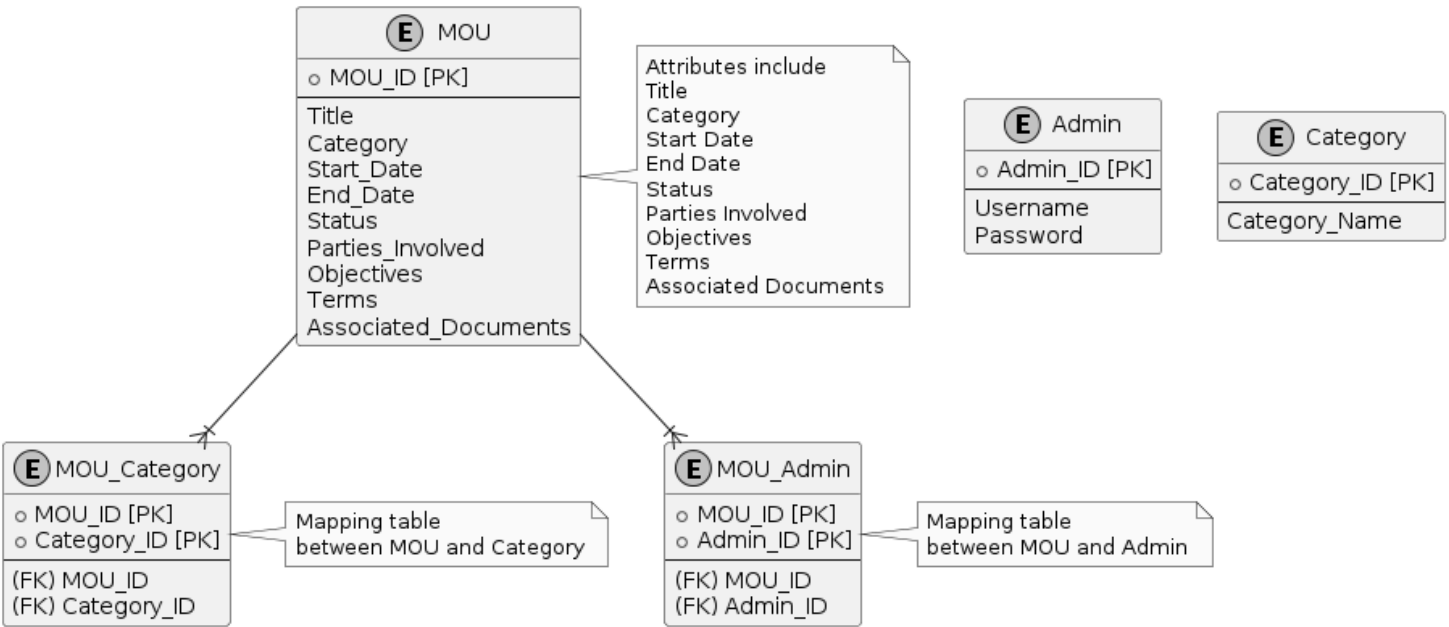 E MOU
MOU_ID [PK]
Title
Category
Start_Date
End_Date
Status
Parties_Involved
Objectives
Terms
Associated_Documents
Attributes include
Title
Category
Start Date
End Date
Status
Parties Involved
Objectives
Terms
Associated Documents
E Admin
Admin_ID [PK]
Username
Password
E Category
Category_ID [PK]
Category_Name
E MOU_Category
MOU_ID [PK]
Category_ID [PK]
(FK) MOU_ID
(FK) Category_ID
Mapping table
between MOU and Category
E MOU_Admin
MOU_ID [PK]
Admin_ID [PK]
(FK) MOU_ID
(FK) Admin_ID
Mapping table
between MOU and Admin